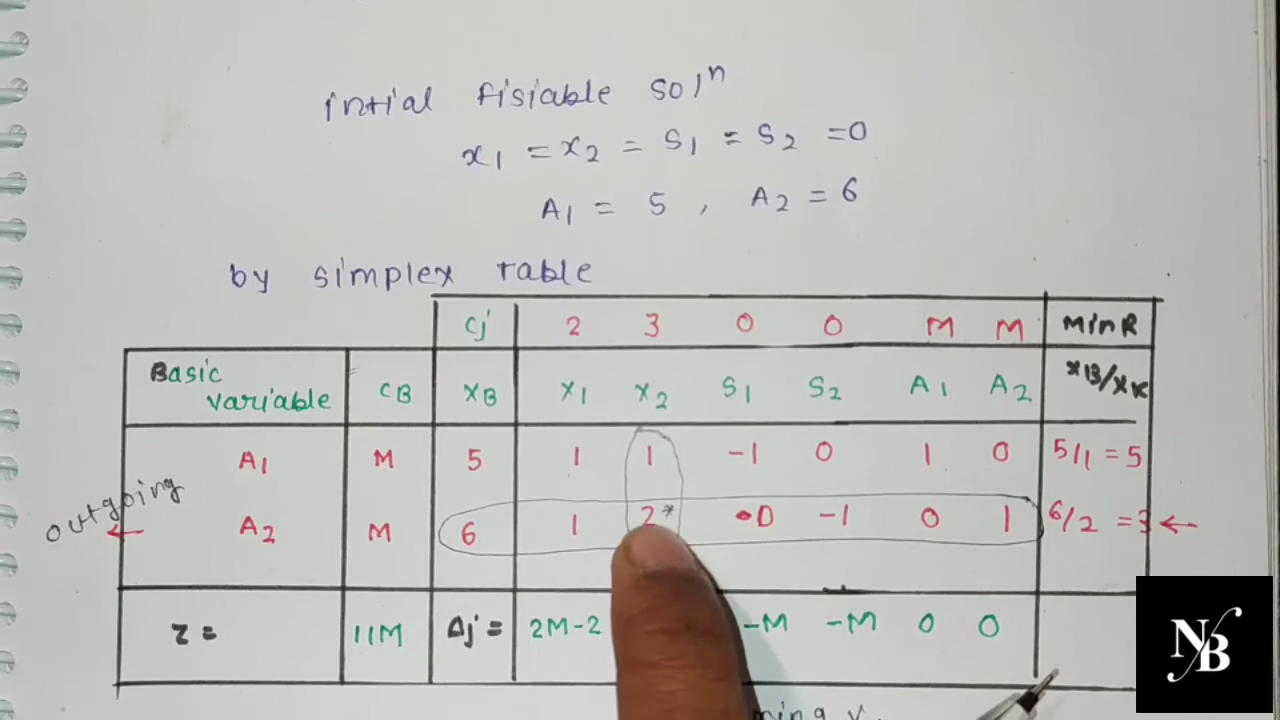 intial fisiable solⁿ
x1 = x2 = S1 = S2 = 0
A1 = 5 , A2 = 6
by simplex table
Cj 2 3 0 0 M M Min R
Basic variable CB XB X1 X2 S1 S2 A1 A2 XB/XK
A1 M 5 1 1 -1 0 1 0 5/1 = 5
outgoing ← A2 M 6 1 2* 0 -1 0 1 6/2 = 3 ←
Z = 11M Δj = 2M-2 -M -M 0 0
NB